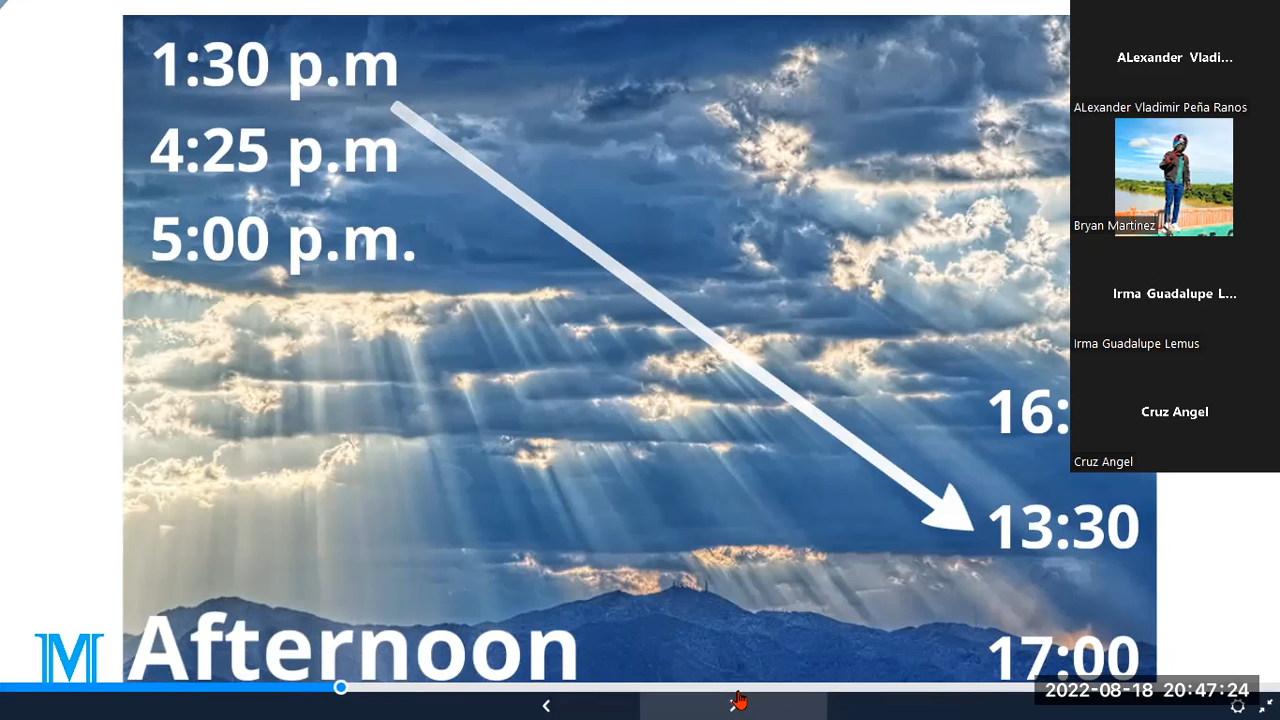 1:30 p.m
4:25 p.m
5:00 p.m.
16:
13:30
17:00
Afternoon
M
ALexander Vladi...
ALexander Vladimir Peña Ranos
Bryan Martinez
Irma Guadalupe L...
Irma Guadalupe Lemus
Cruz Angel
Cruz Angel
2022-08-18 20:47:24